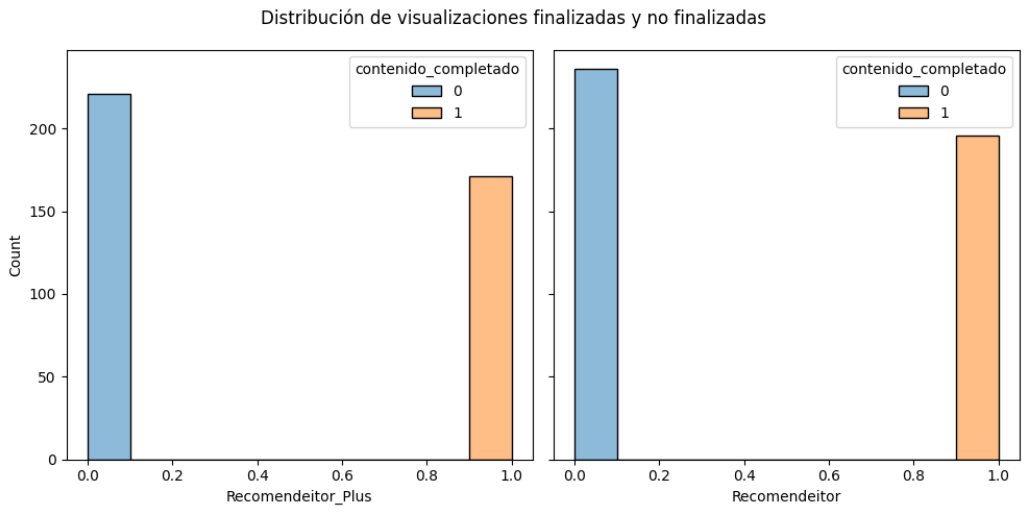 Distribución de visualizaciones finalizadas y no finalizadas
contenido_completado
0
1
contenido_completado
0
1
200
150
100
50
0
Count
0.0 0.2 0.4 0.6 0.8 1.0
Recomendeitor_Plus
0.0 0.2 0.4 0.6 0.8 1.0
Recomendeitor